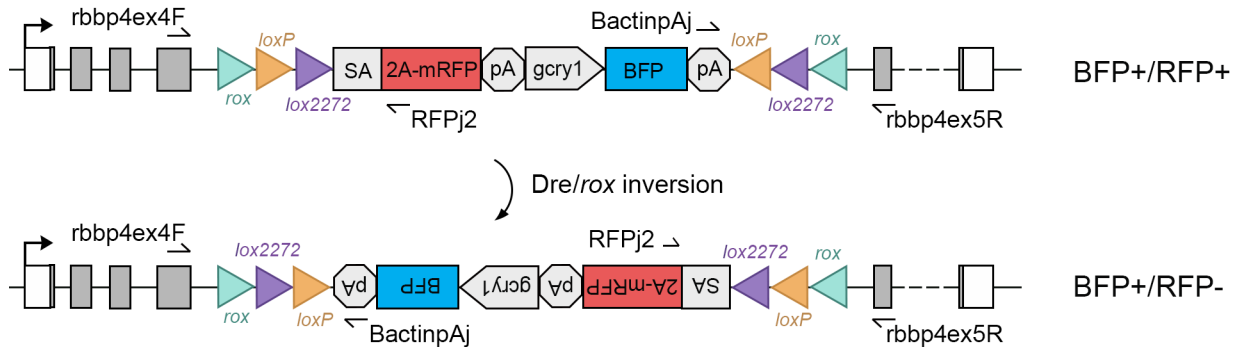 rbbp4ex4F
BactinpAj
loxP
loxP
rox
SA
2A-mRFP
pA
gcry1
BFP
pA
BFP+/RFP+
rox
lox2272
lox2272
RFPj2
rbbp4ex5R
Dre/rox inversion
rbbp4ex4F
RFPj2
lox2272
lox2272
rox
pA
BFP
gcry1
pA
2A-mRFP
SA
BFP+/RFP-
rox
loxP
loxP
BactinpAj
rbbp4ex5R